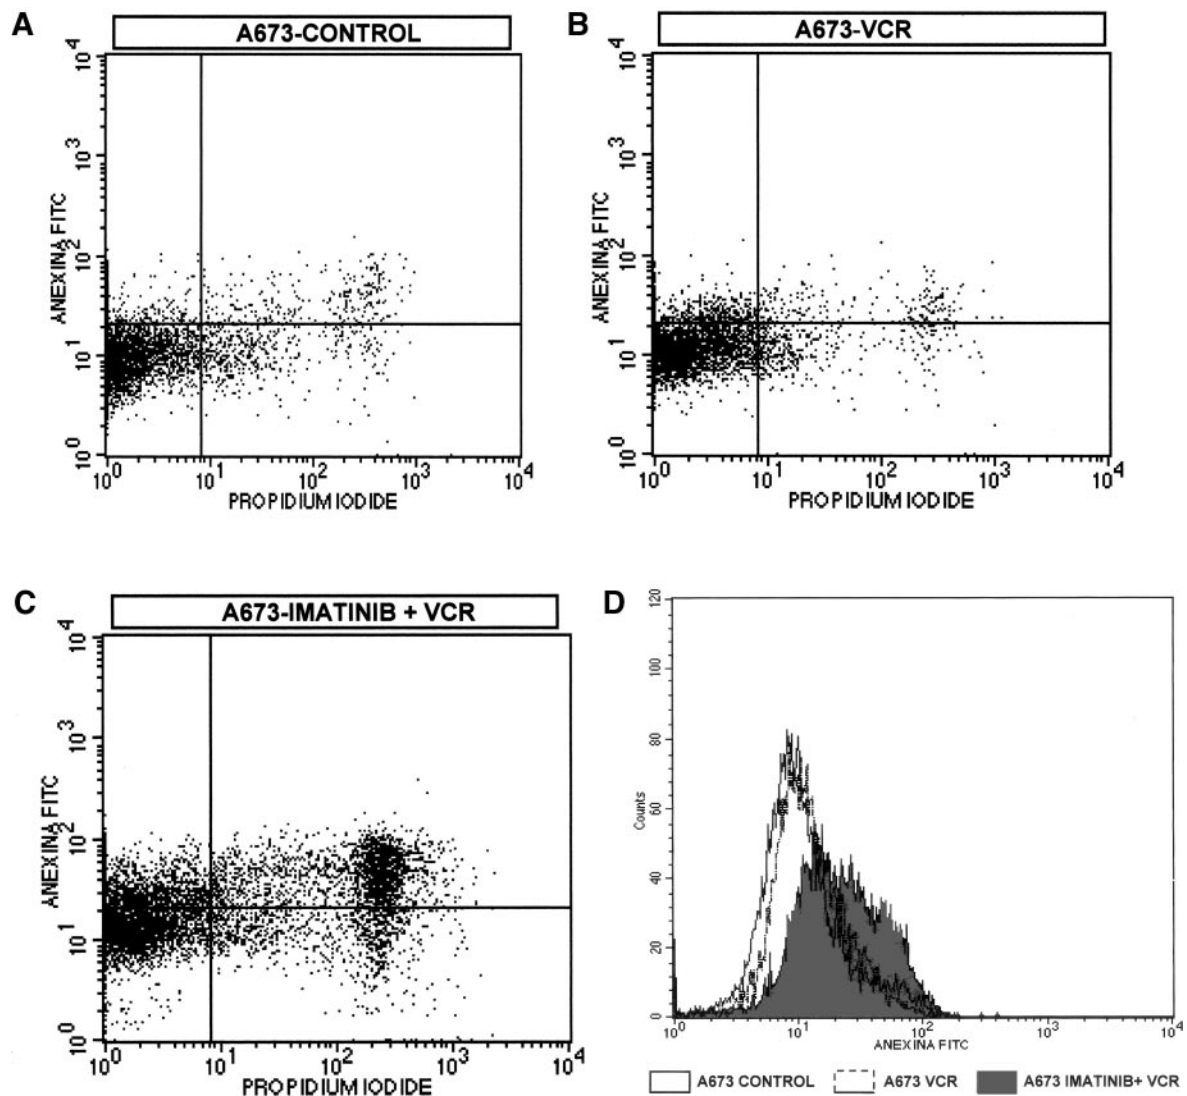 A
A673-CONTROL
10^4
10^3
10^2
10^1
10^0
ANEXINA FITC
10^0 10^1 10^2 10^3 10^4
PROPIDIUM IODIDE
B
A673-VCR
10^4
10^3
10^2
10^1
10^0
ANEXINA FITC
10^0 10^1 10^2 10^3 10^4
PROPIDIUM IODIDE
C
A673-IMATINIB + VCR
10^4
10^3
10^2
10^1
10^0
ANEXINA FITC
10^0 10^1 10^2 10^3 10^4
PROPIDIUM IODIDE
D
120
100
80
60
40
20
0
Counts
10^0 10^1 10^2 10^3 10^4
ANEXINA FITC
A673 CONTROL A673 VCR A673 IMATINIB+ VCR